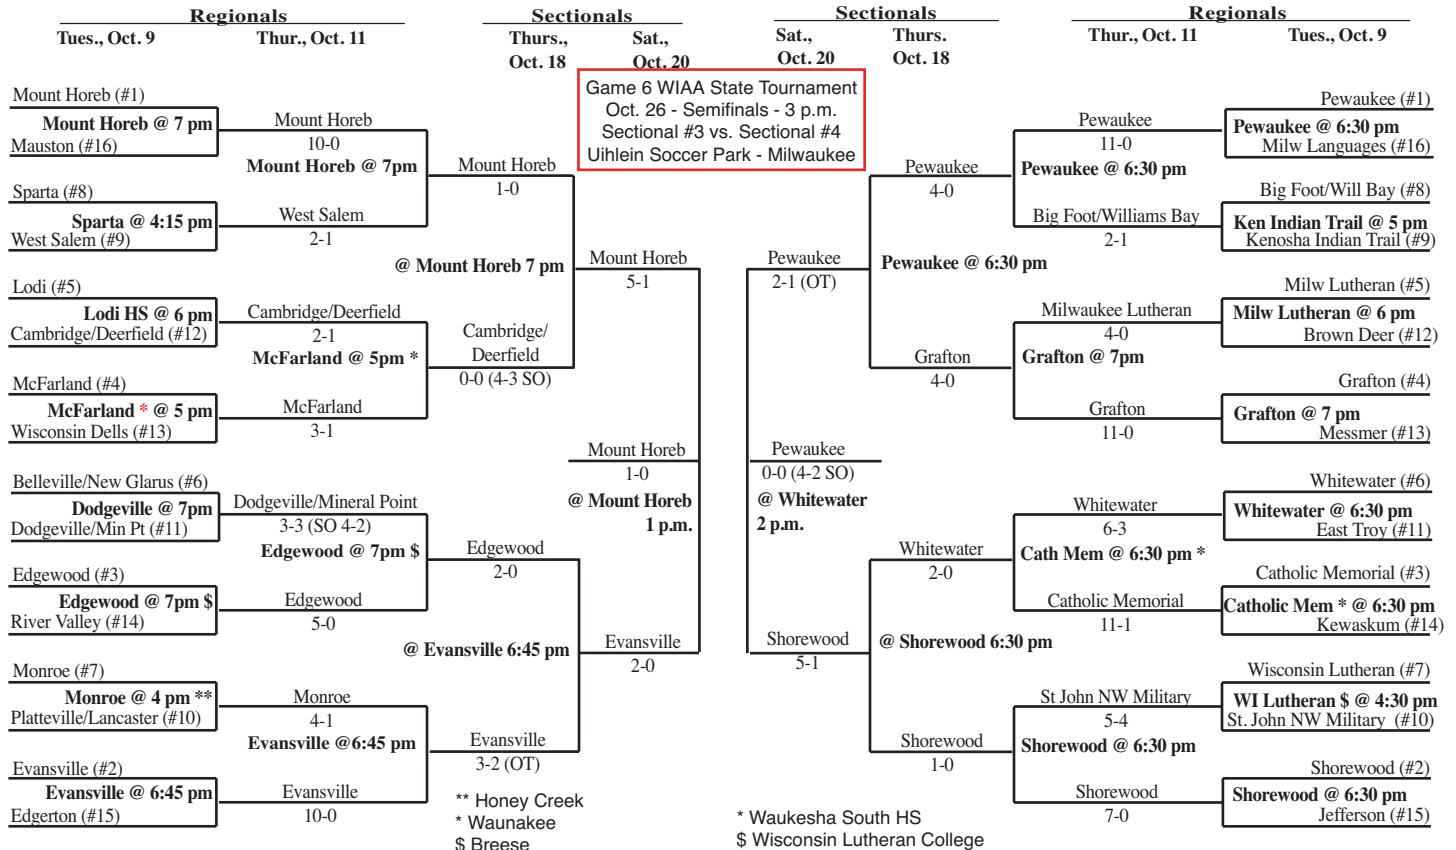 Regionals
Sectionals
Sectionals
Regionals
Tues., Oct. 9
Thur., Oct. 11
Thurs.,
Oct. 18
Sat.,
Oct. 20
Sat.,
Oct. 20
Thurs.
Oct. 18
Thur., Oct. 11
Tues., Oct. 9
Game 6 WIAA State Tournament
Oct. 26 - Semifinals - 3 p.m.
Sectional #3 vs. Sectional #4
Uihlein Soccer Park - Milwaukee
Mount Horeb (#1)
Mount Horeb @ 7 pm
Mauston (#16)
Sparta (#8)
Sparta @ 4:15 pm
West Salem (#9)
Lodi (#5)
Lodi HS @ 6 pm
Cambridge/Deerfield (#12)
McFarland (#4)
McFarland * @ 5 pm
Wisconsin Dells (#13)
Belleville/New Glarus (#6)
Dodgeville @ 7pm
Dodgeville/Min Pt (#11)
Edgewood (#3)
Edgewood @ 7pm $
River Valley (#14)
Monroe (#7)
Monroe @ 4 pm **
Platteville/Lancaster (#10)
Evansville (#2)
Evansville @ 6:45 pm
Edgerton (#15)
Mount Horeb
10-0
Mount Horeb @ 7pm
West Salem
2-1
Cambridge/Deerfield
2-1
McFarland @ 5pm *
McFarland
3-1
Dodgeville/Mineral Point
3-3 (SO 4-2)
Edgewood @ 7pm $
Edgewood
5-0
Monroe
4-1
Evansville @6:45 pm
Evansville
10-0
Mount Horeb
1-0
@ Mount Horeb 7 pm
Cambridge/
Deerfield
0-0 (4-3 SO)
Edgewood
2-0
@ Evansville 6:45 pm
Evansville
3-2 (OT)
** Honey Creek
* Waunakee
$ Breese
Mount Horeb
5-1
Mount Horeb
1-0
@ Mount Horeb
1 p.m.
Evansville
2-0
Pewaukee
2-1 (OT)
Pewaukee
0-0 (4-2 SO)
@ Whitewater
2 p.m.
Shorewood
5-1
Pewaukee
4-0
Pewaukee @ 6:30 pm
Grafton
4-0
Whitewater
2-0
@ Shorewood 6:30 pm
Shorewood
1-0
* Waukesha South HS
$ Wisconsin Lutheran College
Pewaukee
11-0
Pewaukee @ 6:30 pm
Big Foot/Williams Bay
2-1
Milwaukee Lutheran
4-0
Grafton @ 7pm
Grafton
11-0
Whitewater
6-3
Cath Mem @ 6:30 pm *
Catholic Memorial
11-1
St John NW Military
5-4
Shorewood @ 6:30 pm
Shorewood
7-0
Pewaukee (#1)
Pewaukee @ 6:30 pm
Milw Languages (#16)
Big Foot/Will Bay (#8)
Ken Indian Trail @ 5 pm
Kenosha Indian Trail (#9)
Milw Lutheran (#5)
Milw Lutheran @ 6 pm
Brown Deer (#12)
Grafton (#4)
Grafton @ 7 pm
Messmer (#13)
Whitewater (#6)
Whitewater @ 6:30 pm
East Troy (#11)
Catholic Memorial (#3)
Catholic Mem * @ 6:30 pm
Kewaskum (#14)
Wisconsin Lutheran (#7)
WI Lutheran $ @ 4:30 pm
St. John NW Military (#10)
Shorewood (#2)
Shorewood @ 6:30 pm
Jefferson (#15)